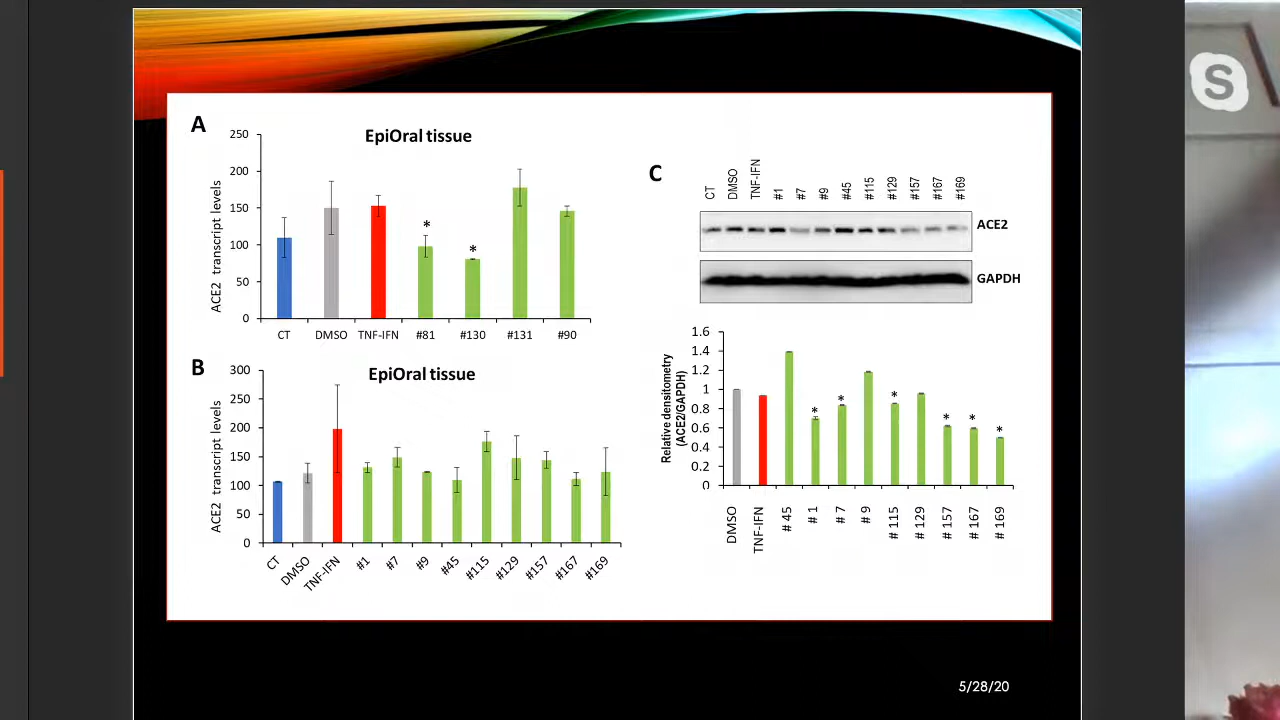 A
EpiOral tissue
ACE2 transcript levels
250
200
150
100
50
0
CT DMSO TNF-IFN #81 #130 #131 #90
* *
B
EpiOral tissue
ACE2 transcript levels
300
250
200
150
100
50
0
CT DMSO TNF-IFN #1 #7 #9 #45 #115 #129 #157 #167 #169
C
CT DMSO TNF-IFN #1 #7 #9 #45 #115 #129 #157 #167 #169
ACE2
GAPDH
Relative densitometry
(ACE2/GAPDH)
1.6
1.4
1.2
1
0.8
0.6
0.4
0.2
0
* * * * * *
DMSO TNF-IFN # 45 # 1 # 7 # 9 # 115 # 129 # 157 # 167 # 169
5/28/20
S